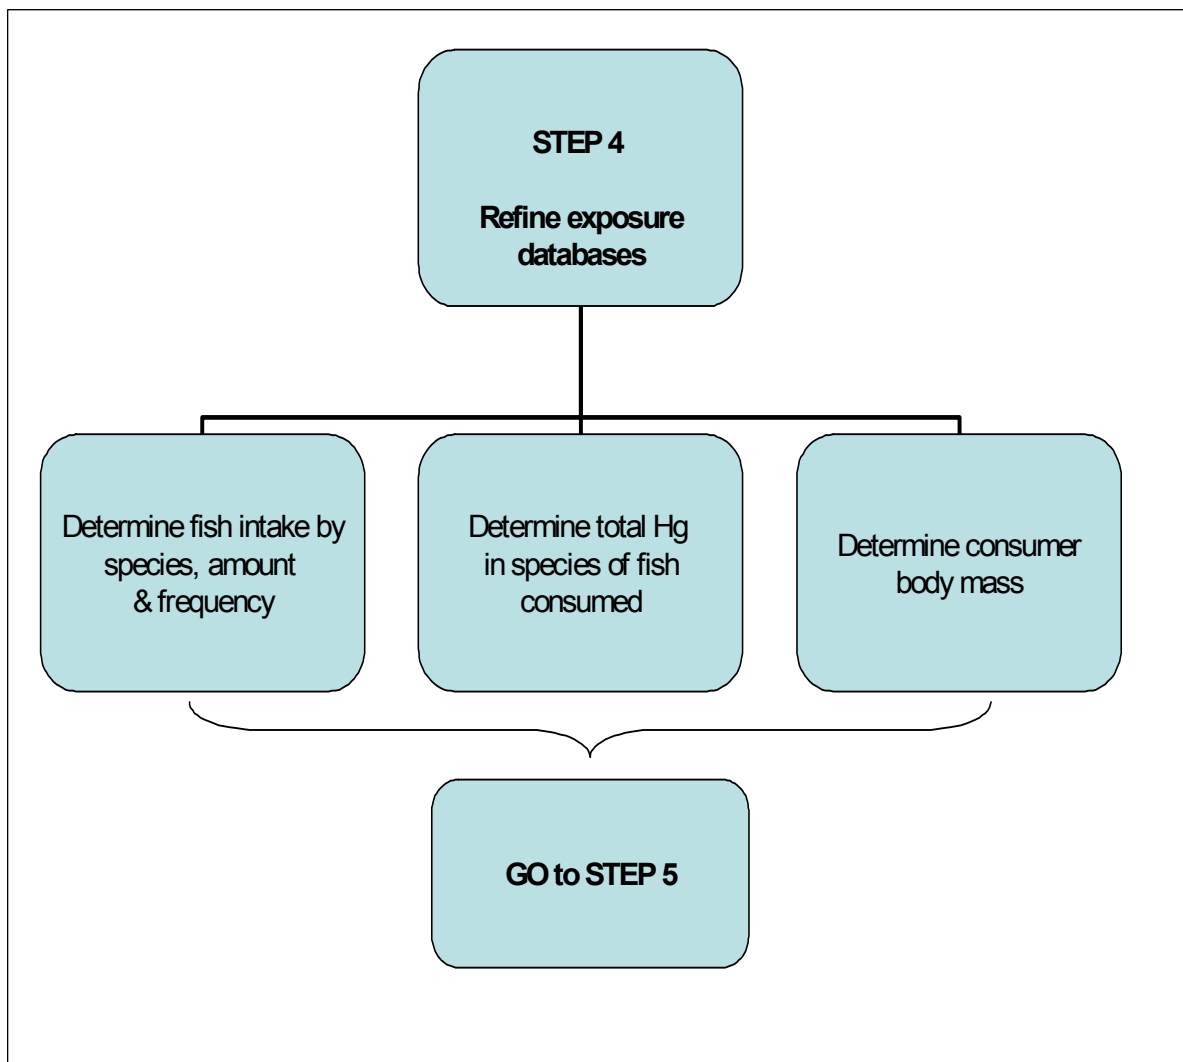 STEP 4
Refine exposure
databases
Determine fish intake by
species, amount
& frequency
Determine total Hg
in species of fish
consumed
Determine consumer
body mass
GO to STEP 5